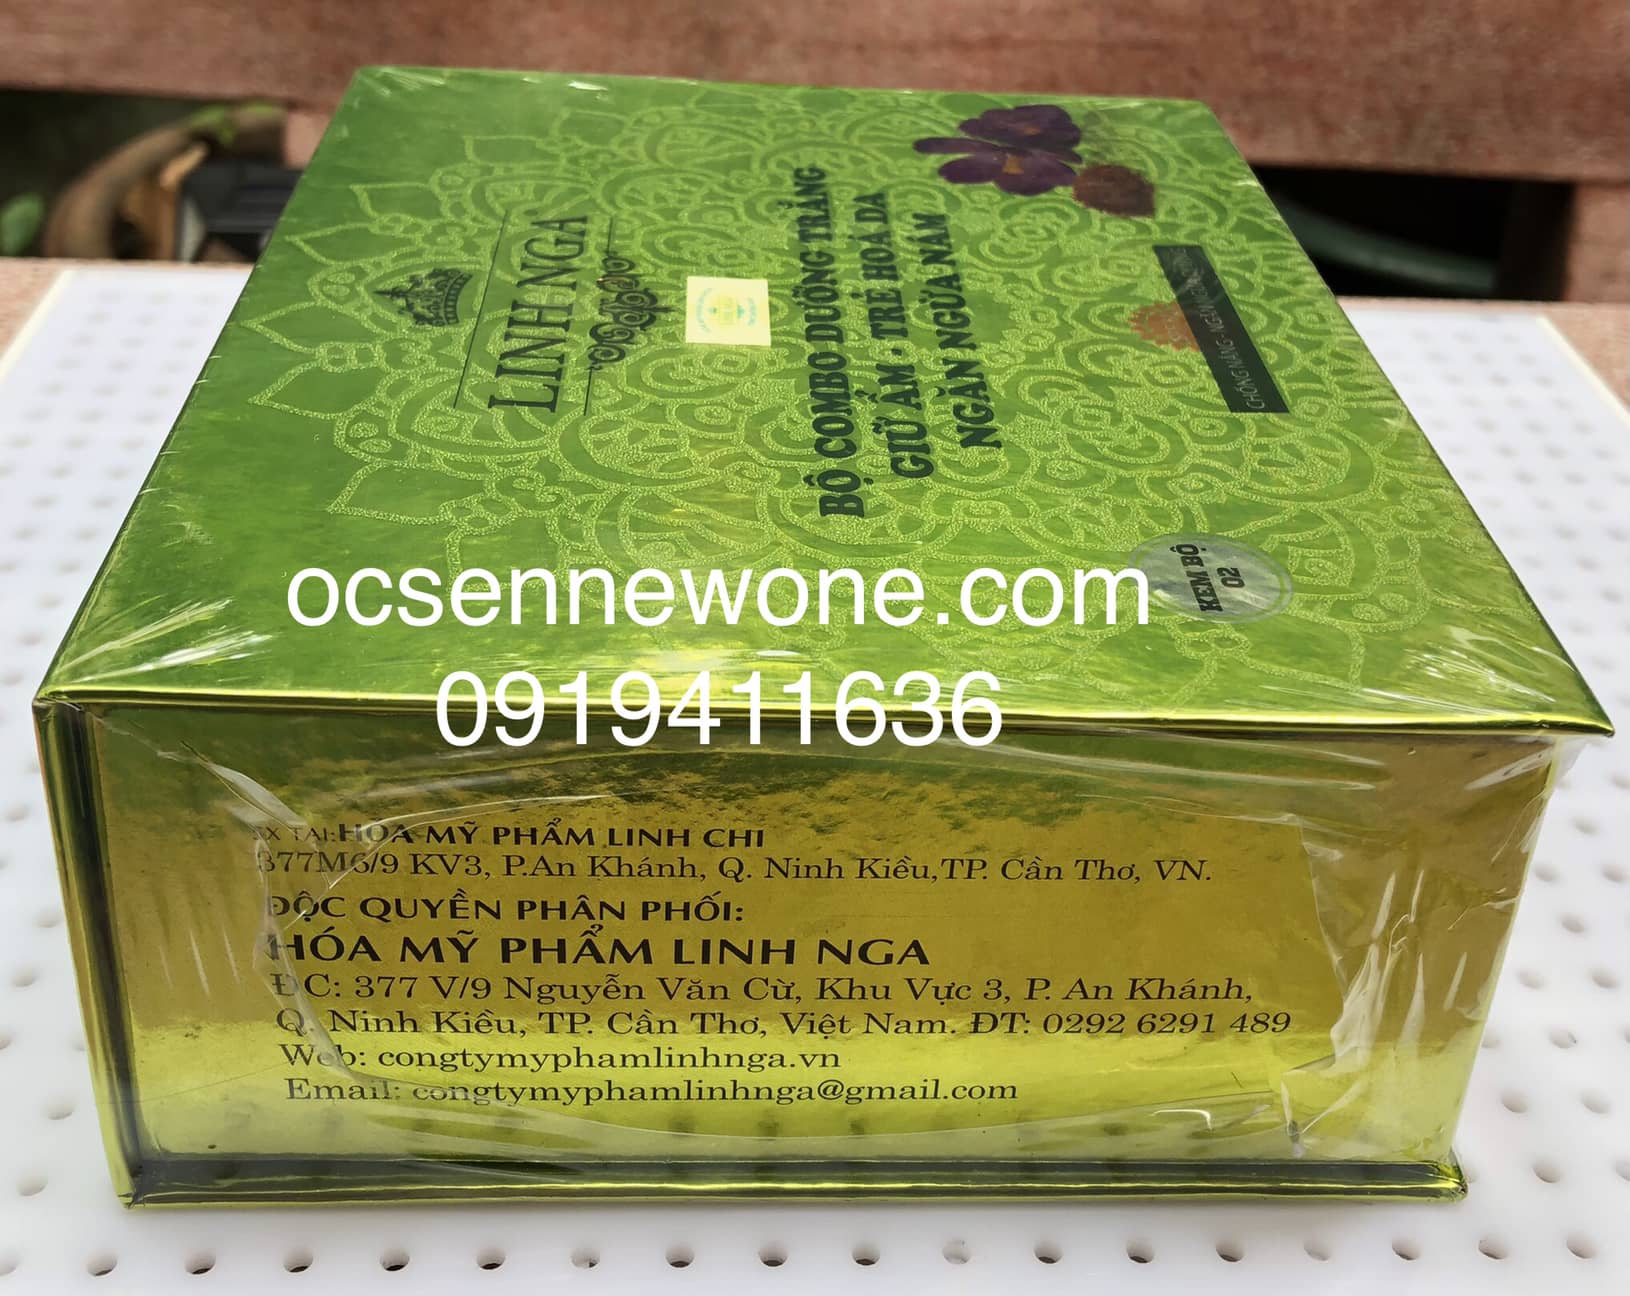 LINH NGA
BỘ COMBO DƯỠNG TRẮNG
GIỮ ẨM - TRẺ HOÁ DA
NGĂN NGỪA NÁM
KEM BỘ
02
ocsennewone.com
0919411636
SX TẠI:HÓA MỸ PHẨM LINH CHI
377M6/9 KV3, P.An Khánh, Q. Ninh Kiều,TP. Cần Thơ, VN.
ĐỘC QUYỀN PHÂN PHỐI:
HÓA MỸ PHẨM LINH NGA
ĐC: 377 V/9 Nguyễn Văn Cừ, Khu Vực 3, P. An Khánh,
Q. Ninh Kiều, TP. Cần Thơ, Việt Nam. ĐT: 0292 6291 489
Web: congtymyphamlinhnga.vn
Email: congtymyphamlinhnga@gmail.com